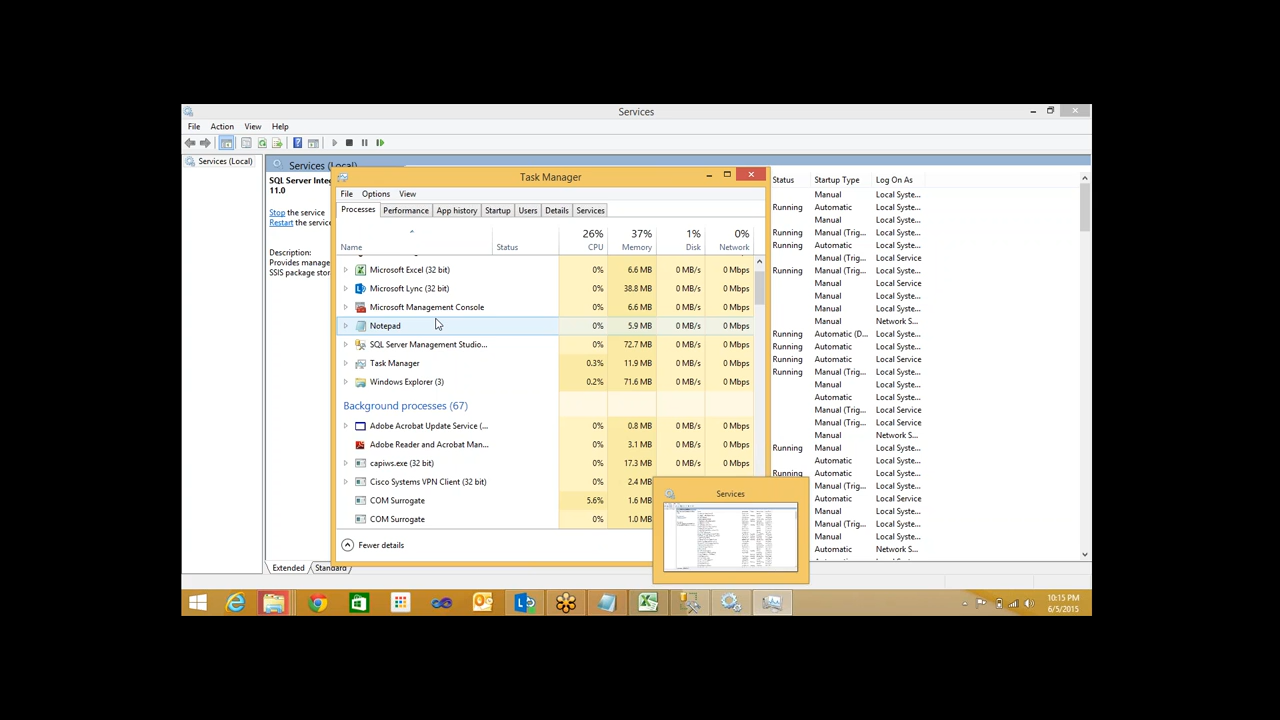 Services
File Action View Help
Services (Local)
Services (Local)
SQL Server Inte
11.0
Stop the service
Restart the service
Description:
Provides manage
SSIS package stor
Task Manager
File Options View
Processes Performance App history Startup Users Details Services
26% 37% 1% 0%
Name Status CPU Memory Disk Network
Microsoft Excel (32 bit) 0% 6.6 MB 0 MB/s 0 Mbps
Microsoft Lync (32 bit) 0% 38.8 MB 0 MB/s 0 Mbps
Microsoft Management Console 0% 6.6 MB 0 MB/s 0 Mbps
Notepad 0% 5.9 MB 0 MB/s 0 Mbps
SQL Server Management Studio... 0% 72.7 MB 0 MB/s 0 Mbps
Task Manager 0.3% 11.9 MB 0 MB/s 0 Mbps
Windows Explorer (3) 0.2% 71.6 MB 0 MB/s 0 Mbps
Background processes (67)
Adobe Acrobat Update Service (... 0% 0.8 MB 0 MB/s 0 Mbps
Adobe Reader and Acrobat Man... 0% 3.1 MB 0 MB/s 0 Mbps
capiws.exe (32 bit) 0% 17.3 MB 0 MB/s 0 Mbps
Cisco Systems VPN Client (32 bit) 0% 2.4 MB
COM Surrogate 5.6% 1.6 MB
COM Surrogate 0% 1.0 MB
Fewer details
Services
Status Startup Type Log On As
Manual Local Syste...
Running Automatic Local Syste...
Manual Local Syste...
Running Manual (Trig... Local Syste...
Running Automatic Local Syste...
Manual (Trig... Local Service
Running Manual (Trig... Local Syste...
Manual Local Syste...
Manual Local Syste...
Manual Local Syste...
Manual Network S...
Running Automatic (D... Local Syste...
Running Automatic Local Syste...
Running Automatic Local Service
Running Manual (Trig... Local Syste...
Manual Local Syste...
Automatic Local Syste...
Manual (Trig... Local Service
Manual (Trig... Local Syste...
Manual Network S...
Running Manual Local Syste...
Automatic Local Syste...
Running Automatic Local Syste...
Manual (Trig... Local Syste...
Automatic Local Service
Manual Local Syste...
Manual (Trig... Local Syste...
Manual Local Syste...
Automatic Network S...
Extended Standard
10:15 PM
6/5/2015